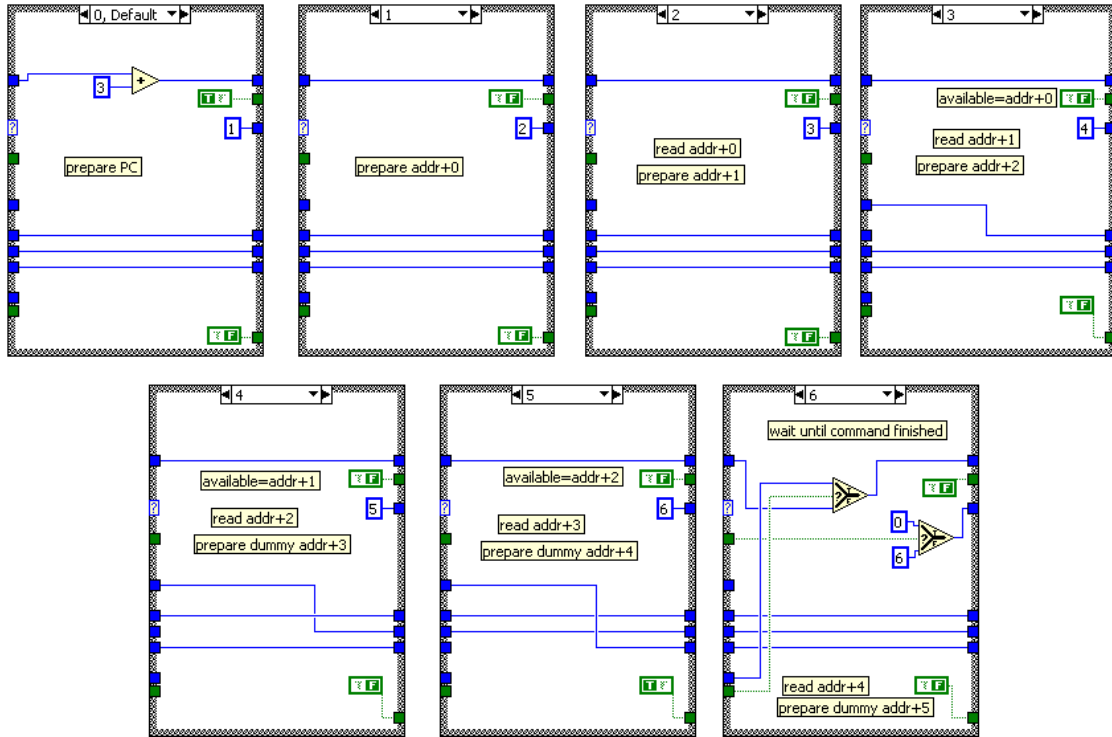 0, Default
3
+
T F
1
?
prepare PC
F
1
F
2
?
prepare addr+0
F
2
F
3
?
read addr+0
prepare addr+1
F
3
available=addr+0
F
4
?
read addr+1
prepare addr+2
F
4
available=addr+1
F
5
?
read addr+2
prepare dummy addr+3
F
5
available=addr+2
F
6
?
read addr+3
prepare dummy addr+4
T
6
wait until command finished
? T F
F
?
0
? T F
6
read addr+4
F
prepare dummy addr+5